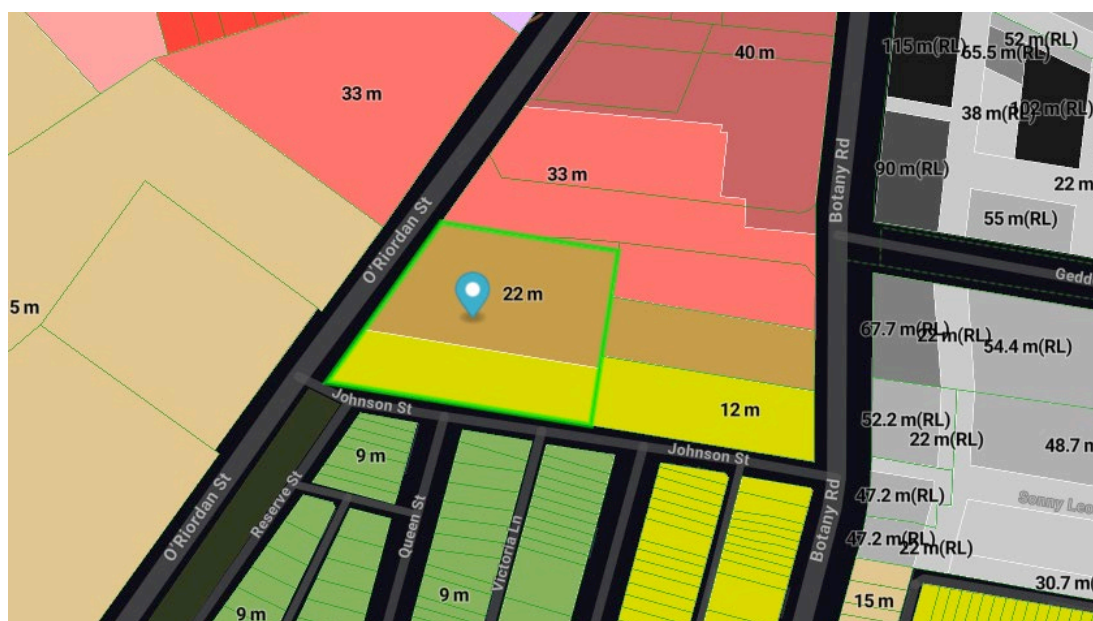 115 m(RL)
52 m(RL)
65.5 m(RL)
40 m
33 m
38 m(RL)
102 m(RL)
33 m
Botany Rd
90 m(RL)
22 m
55 m(RL)
O'Riordan St
Gedd
22 m
5 m
67.7 m(RL)
22 m(RL)
54.4 m(RL)
Johnson St
12 m
52.2 m(RL)
22 m(RL)
48.7 m
9 m
Johnson St
47.2 m(RL)
Sonny Leo
O'Riordan St
Reserve St
Queen St
Victoria Ln
Botany Rd
47.2 m(RL)
22 m(RL)
30.7 m(
9 m
9 m
15 m